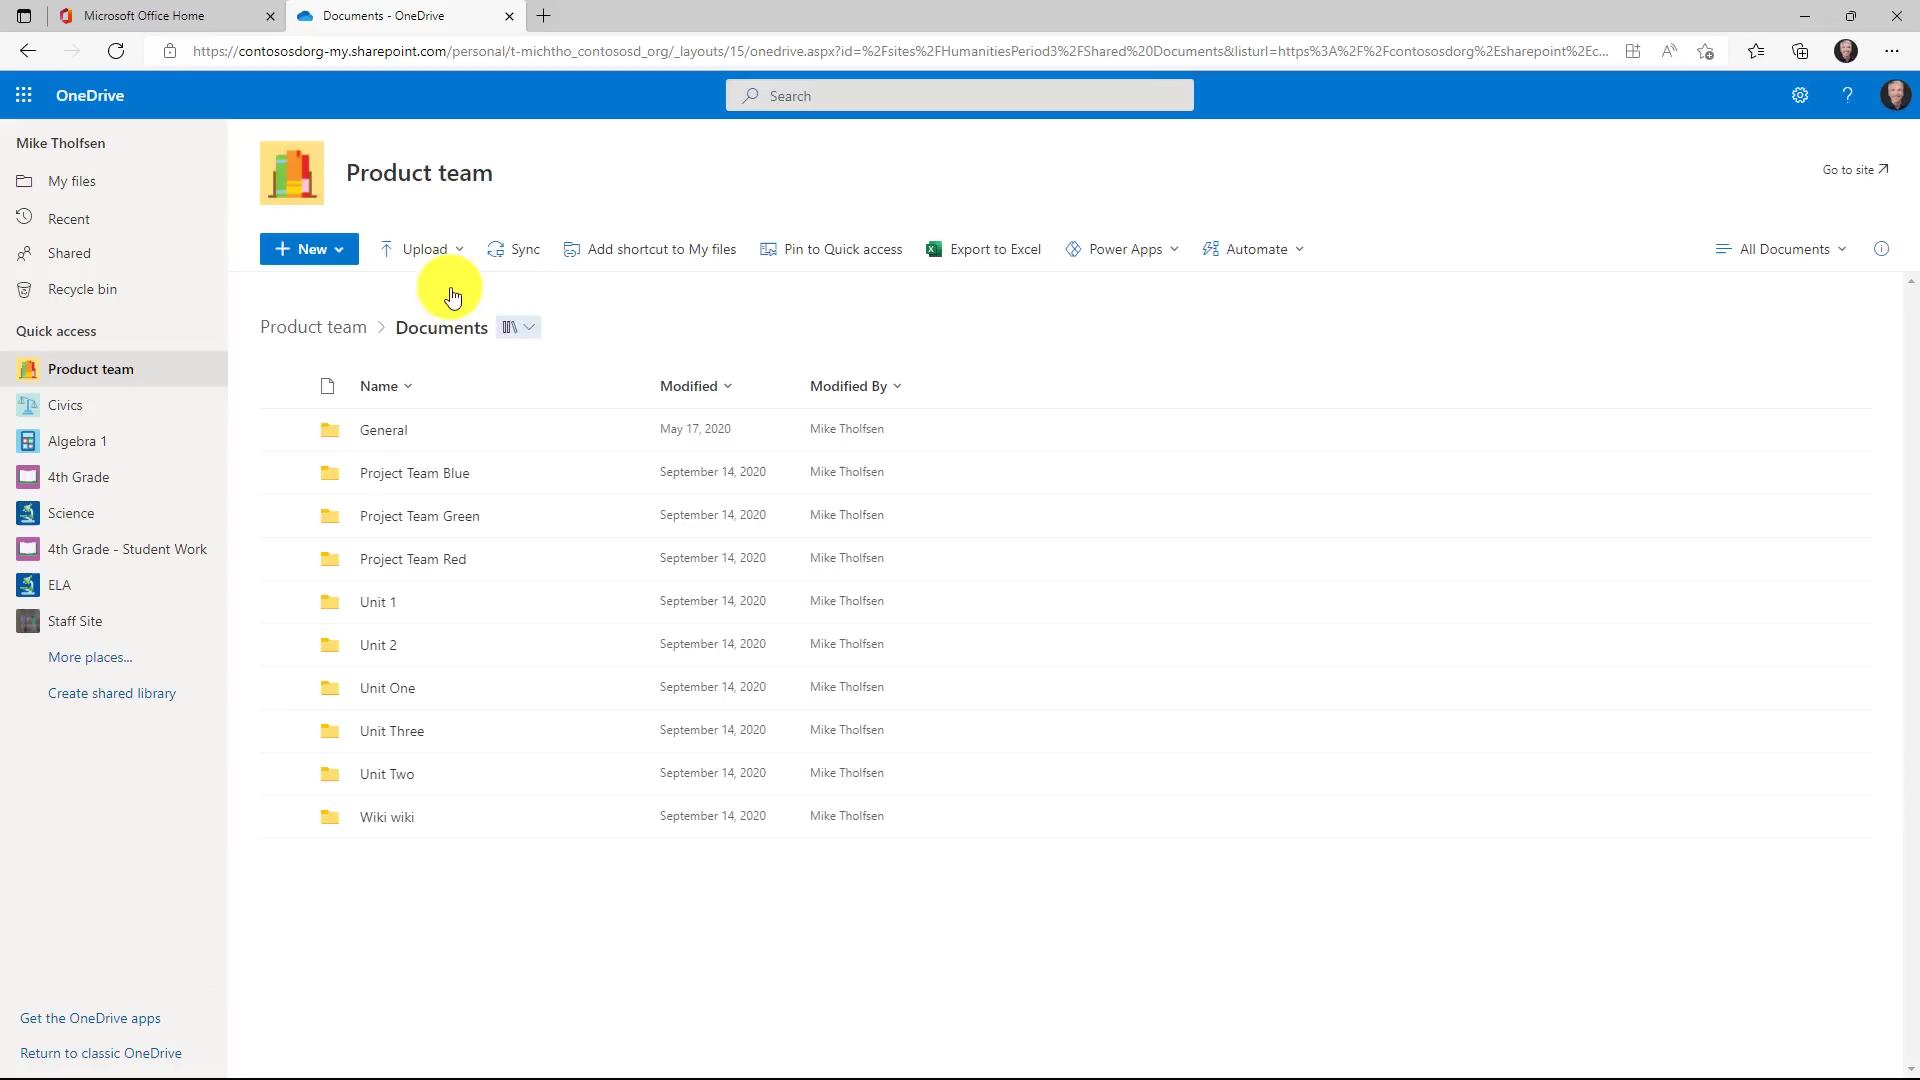 Microsoft Office Home
Documents - OneDrive
https://contososdorg-my.sharepoint.com/personal/t-michtho_contososd_org/_layouts/15/onedrive.aspx?id=%2Fsites%2FHumanitiesPeriod3%2FShared%20Documents&listurl=https%3A%2F%2Fcontososdorg%2Esharepoint%2Ec...
OneDrive
Search
?
Mike Tholfsen
My files
Recent
Shared
Recycle bin
Quick access
Product team
Civics
Algebra 1
4th Grade
Science
4th Grade - Student Work
ELA
Staff Site
More places...
Create shared library
Get the OneDrive apps
Return to classic OneDrive
Product team
Go to site
New Upload Sync Add shortcut to My files Pin to Quick access Export to Excel Power Apps Automate All Documents
Product team > Documents
Name Modified Modified By
General May 17, 2020 Mike Tholfsen
Project Team Blue September 14, 2020 Mike Tholfsen
Project Team Green September 14, 2020 Mike Tholfsen
Project Team Red September 14, 2020 Mike Tholfsen
Unit 1 September 14, 2020 Mike Tholfsen
Unit 2 September 14, 2020 Mike Tholfsen
Unit One September 14, 2020 Mike Tholfsen
Unit Three September 14, 2020 Mike Tholfsen
Unit Two September 14, 2020 Mike Tholfsen
Wiki wiki September 14, 2020 Mike Tholfsen